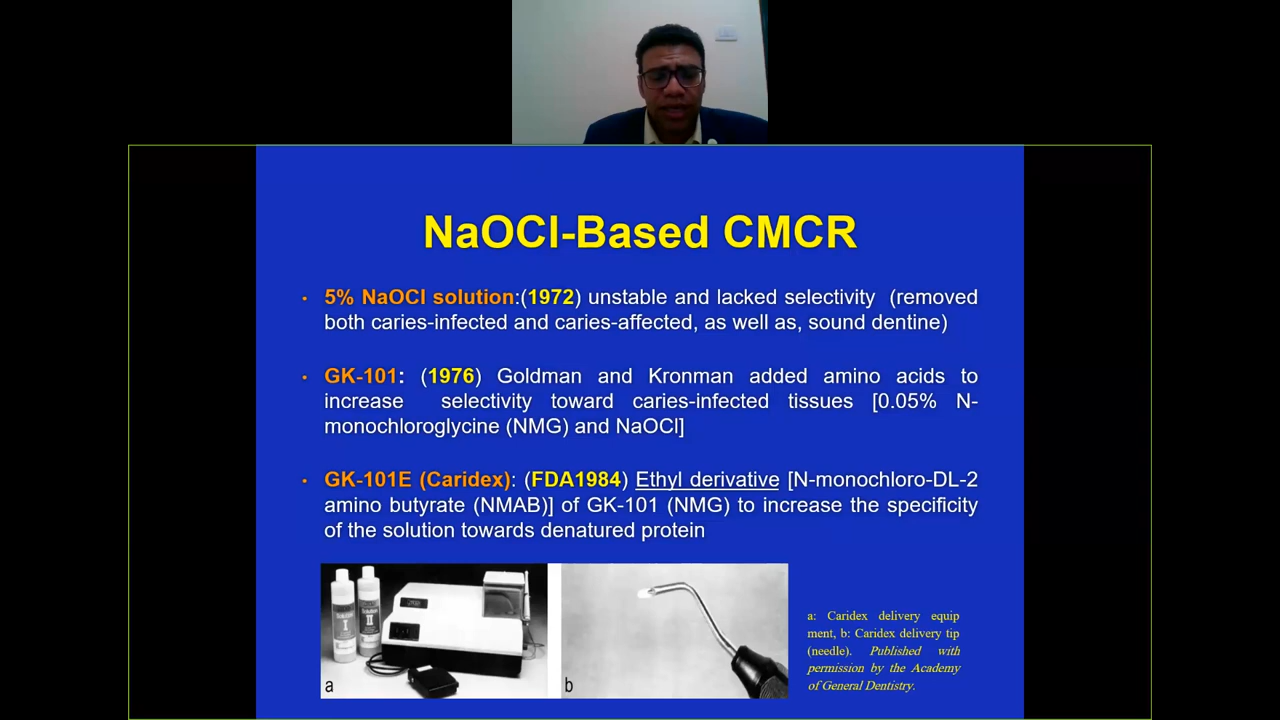 NaOCl-Based CMCR
• 5% NaOCl solution:(1972) unstable and lacked selectivity (removed
both caries-infected and caries-affected, as well as, sound dentine)
• GK-101: (1976) Goldman and Kronman added amino acids to
increase selectivity toward caries-infected tissues [0.05% N-
monochloroglycine (NMG) and NaOCl]
• GK-101E (Caridex): (FDA1984) Ethyl derivative [N-monochloro-DL-2
amino butyrate (NMAB)] of GK-101 (NMG) to increase the specificity
of the solution towards denatured protein
I
II
a
b
a: Caridex delivery equip
ment, b: Caridex delivery tip
(needle). Published with
permission by the Academy
of General Dentistry.